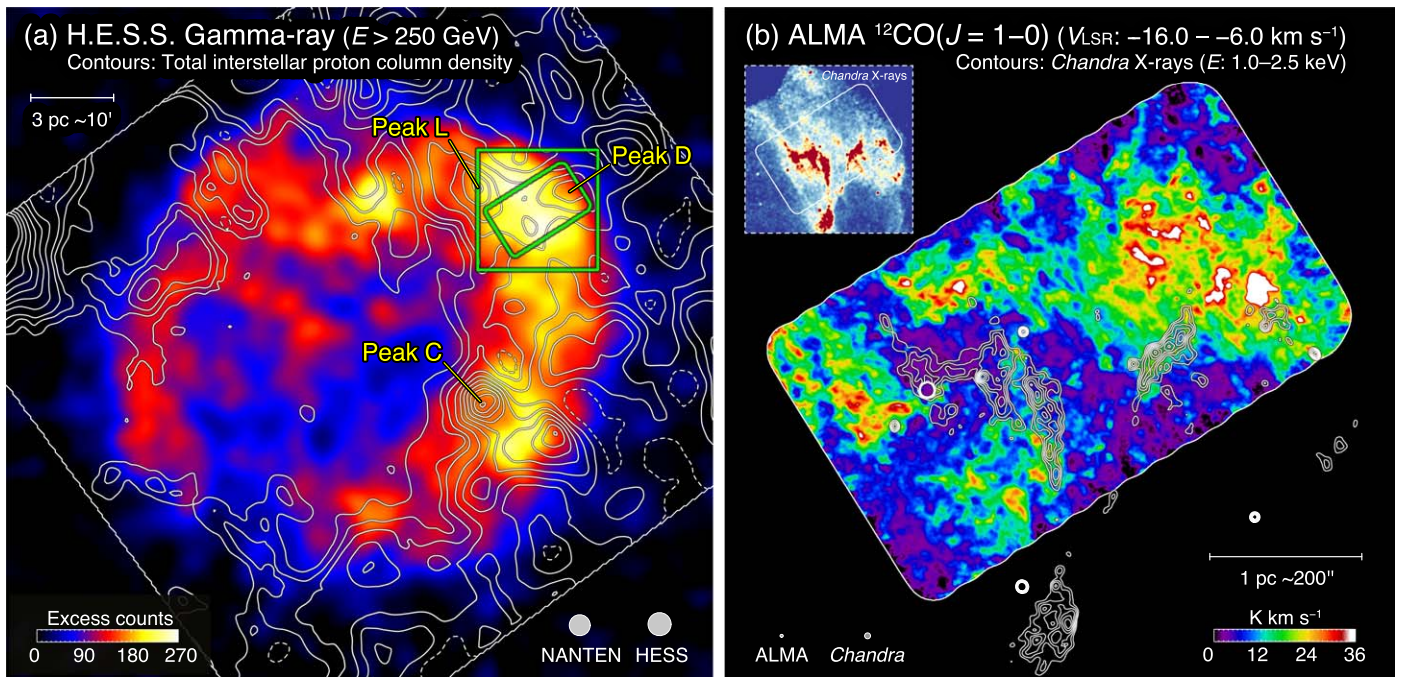 (a) H.E.S.S. Gamma-ray (E > 250 GeV)
Contours: Total interstellar proton column density
3 pc ~10'
Peak L
Peak D
Peak C
Excess counts
0 90 180 270
NANTEN HESS
(b) ALMA ¹²CO(J = 1–0) (VLSR: −16.0 – −6.0 km s⁻¹)
Contours: Chandra X-rays (E: 1.0–2.5 keV)
Chandra X-rays
1 pc ~200"
K km s⁻¹
0 12 24 36
ALMA Chandra